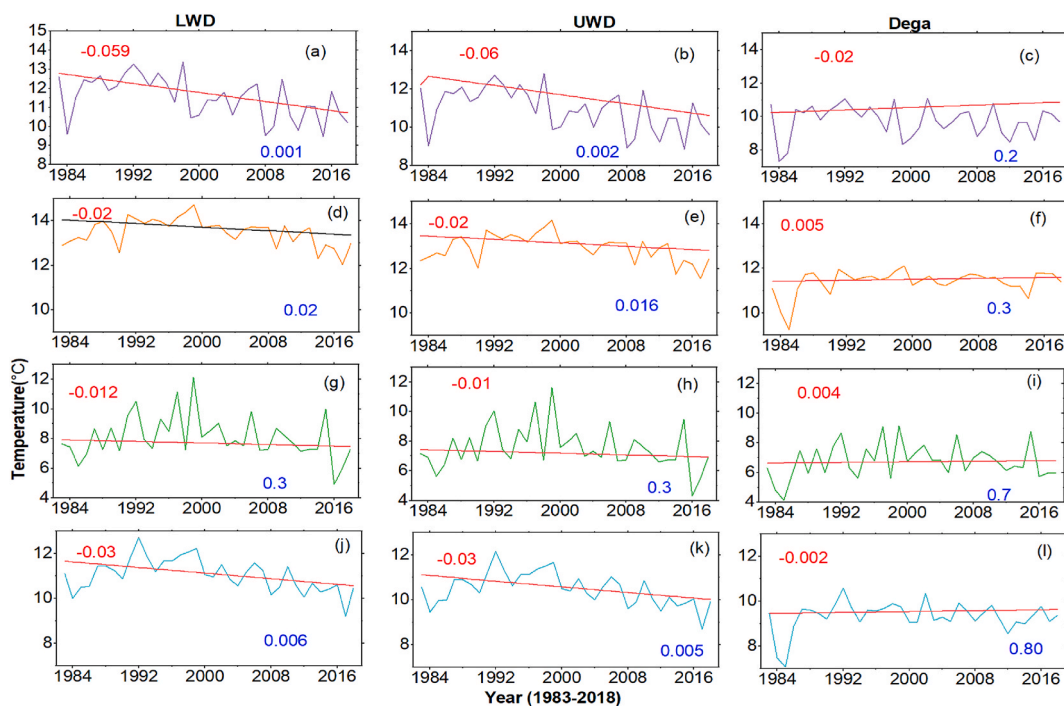 LWD UWD Dega
15
14
13
12
11
10
9
8
-0.059
(a)
0.001
1984 1992 2000 2008 2016
14
12
10
8
-0.06
(b)
0.002
1984 1992 2000 2008 2016
14
12
10
8
-0.02
(c)
0.2
1984 1992 2000 2008 2016
14
12
10
-0.02
(d)
0.02
1984 1992 2000 2008 2016
14
12
10
-0.02
(e)
0.016
1984 1992 2000 2008 2016
14
12
10
0.005
(f)
0.3
1984 1992 2000 2008 2016
Temperature(°C)
12
10
8
6
4
-0.012
(g)
0.3
1984 1992 2000 2008 2016
12
10
8
6
4
-0.01
(h)
0.3
1984 1992 2000 2008 2016
12
10
8
6
4
0.004
(i)
0.7
1984 1992 2000 2008 2016
12
10
8
-0.03
(j)
0.006
1984 1992 2000 2008 2016
12
10
8
-0.03
(k)
0.005
1984 1992 2000 2008 2016
12
10
8
-0.002
(l)
0.80
1984 1992 2000 2008 2016
Year (1983-2018)